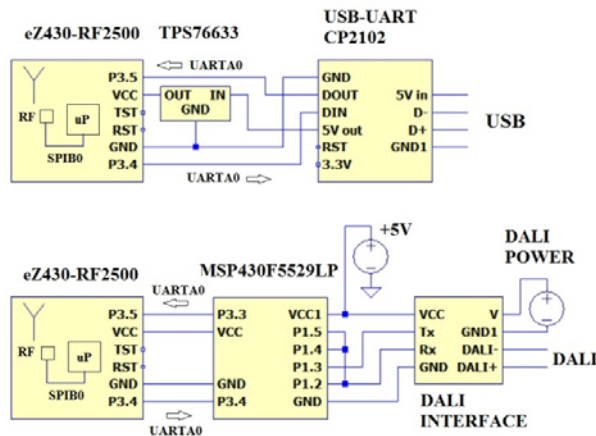 eZ430-RF2500 TPS76633 USB-UART
CP2102
UARTA0
P3.5 GND
VCC OUT IN DOUT 5V in
RF uP TST GND DIN D- USB
RST 5V out D+
SPIB0 GND RST GND1
P3.4 3.3V
UARTA0
+5V DALI
POWER
eZ430-RF2500 MSP430F5529LP
UARTA0
P3.5 P3.3 VCC1 VCC V
VCC VCC P1.5 Tx GND1
RF uP TST P1.4 Rx DALI-
RST P1.3 GND DALI+ DALI
SPIB0 GND GND P1.2
P3.4 P3.4 GND
UARTA0 DALI
INTERFACE